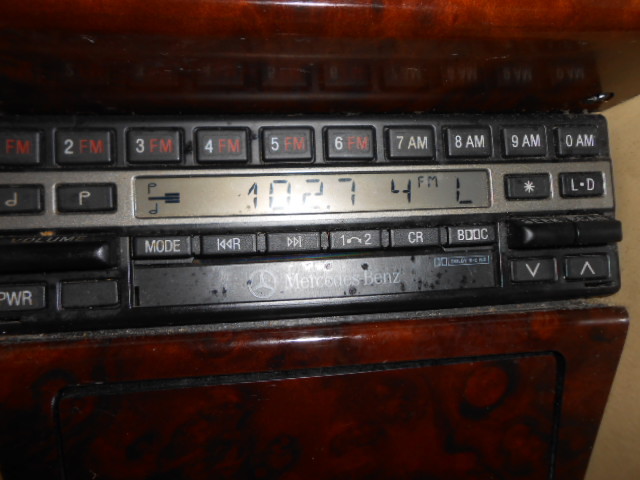 FM 2 FM 3 FM 4 FM 5 FM 6 FM 7 AM 8 AM 9 AM 0 AM
P 102.7 4 FM L * L·D
VOLUME
MODE ◁◁R ▷▷| 1⌒2 CR B▯▯C
PWR Mercedes-Benz ∨ ∧